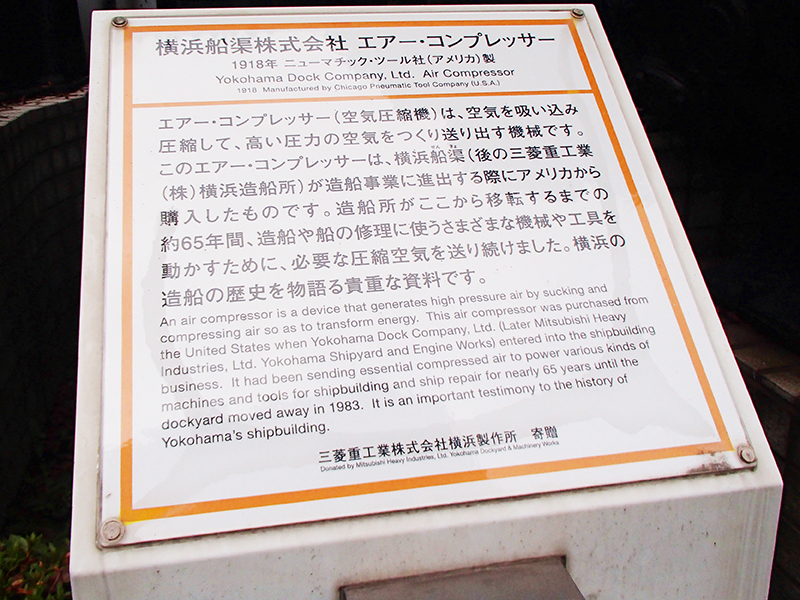 横浜船渠株式会社 エアー・コンプレッサー
1918年 ニューマチック・ツール社(アメリカ)製
Yokohama Dock Company, Ltd. Air Compressor
1918 Manufactured by Chicago Pneumatic Tool Company (U.S.A.)
エアー・コンプレッサー(空気圧縮機)は、空気を吸い込み
圧縮して、高い圧力の空気をつくり送り出す機械です。
このエアー・コンプレッサーは、横浜船渠(後の三菱重工業
(株)横浜造船所)が造船事業に進出する際にアメリカから
購入したものです。造船所がここから移転するまでの
約65年間、造船や船の修理に使うさまざまな機械や工具を
動かすために、必要な圧縮空気を送り続けました。横浜の
造船の歴史を物語る貴重な資料です。
An air compressor is a device that generates high pressure air by sucking and
compressing air so as to transform energy. This air compressor was purchased from
the United States when Yokohama Dock Company, Ltd. (Later Mitsubishi Heavy
Industries, Ltd. Yokohama Shipyard and Engine Works) entered into the shipbuilding
business. It had been sending essential compressed air to power various kinds of
machines and tools for shipbuilding and ship repair for nearly 65 years until the
dockyard moved away in 1983. It is an important testimony to the history of
Yokohama's shipbuilding.
三菱重工業株式会社横浜製作所 寄贈
Donated by Mitsubishi Heavy Industries, Ltd. Yokohama Dockyard & Machinery Works